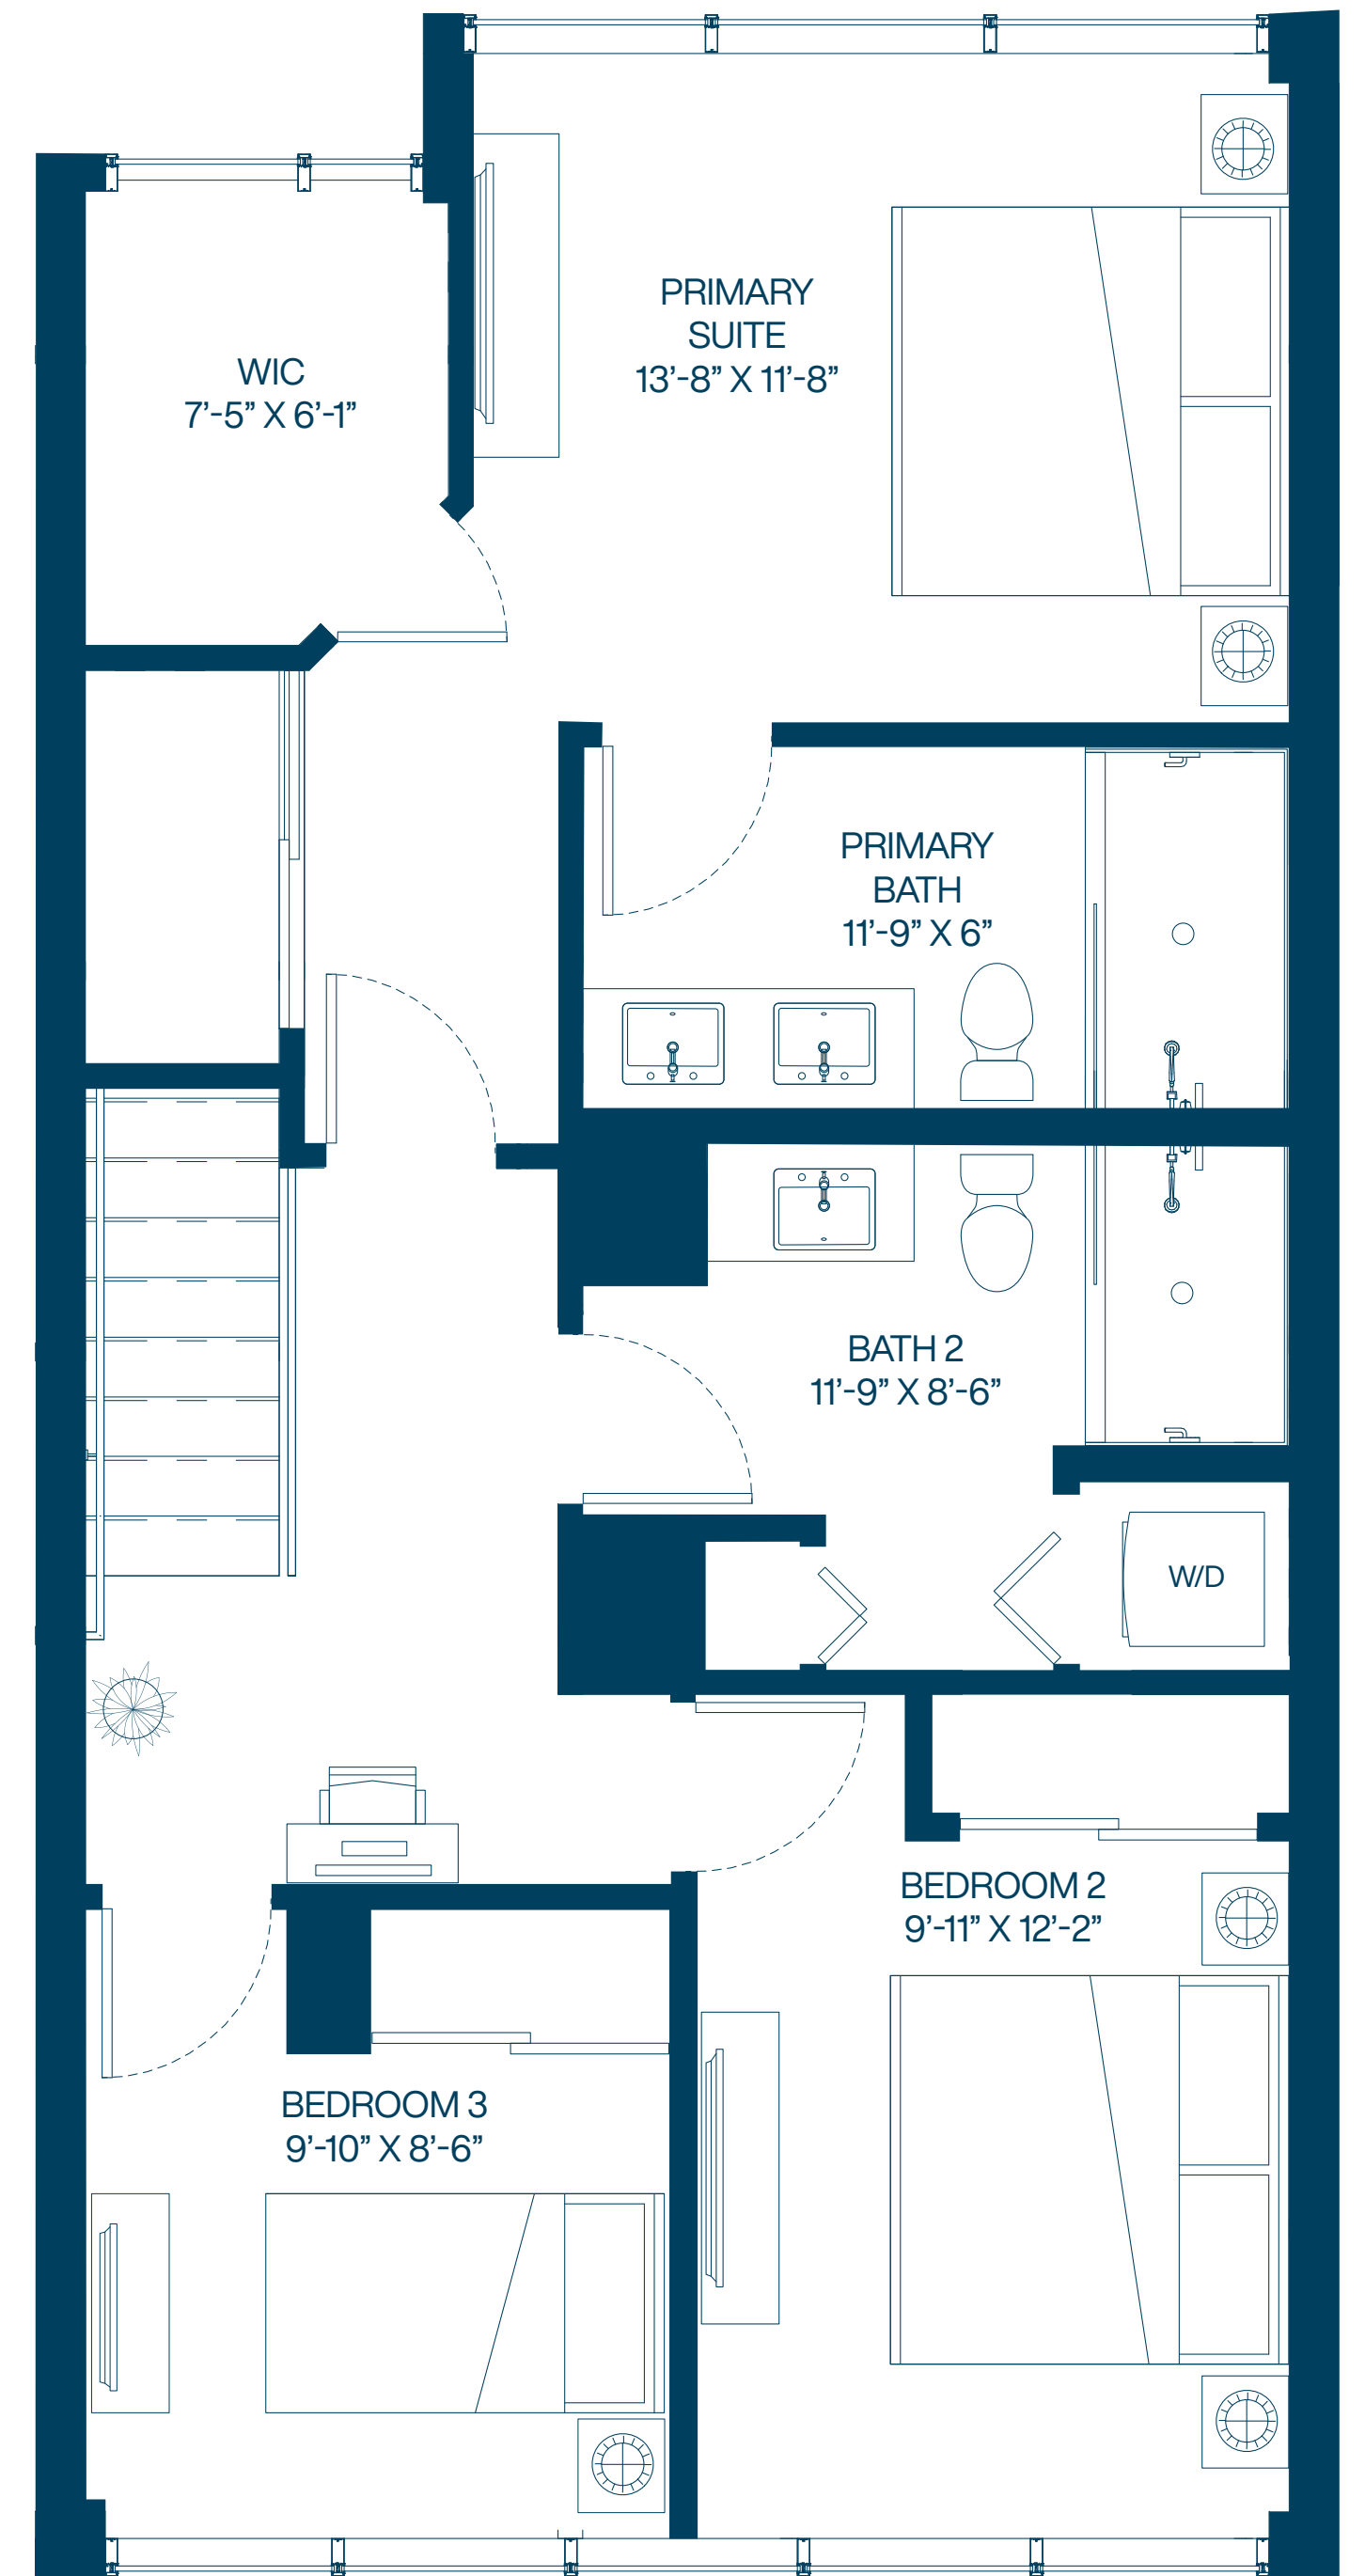 PRIMARY
SUITE
13’-8” X 11’-8”
WIC
7’-5” X 6’-1”
PRIMARY
BATH
11’-9” X 6”
BATH 2
11’-9” X 8’-6”
W/D
BEDROOM 2
9’-11” X 12’-2”
BEDROOM 3
9’-10” X 8’-6”